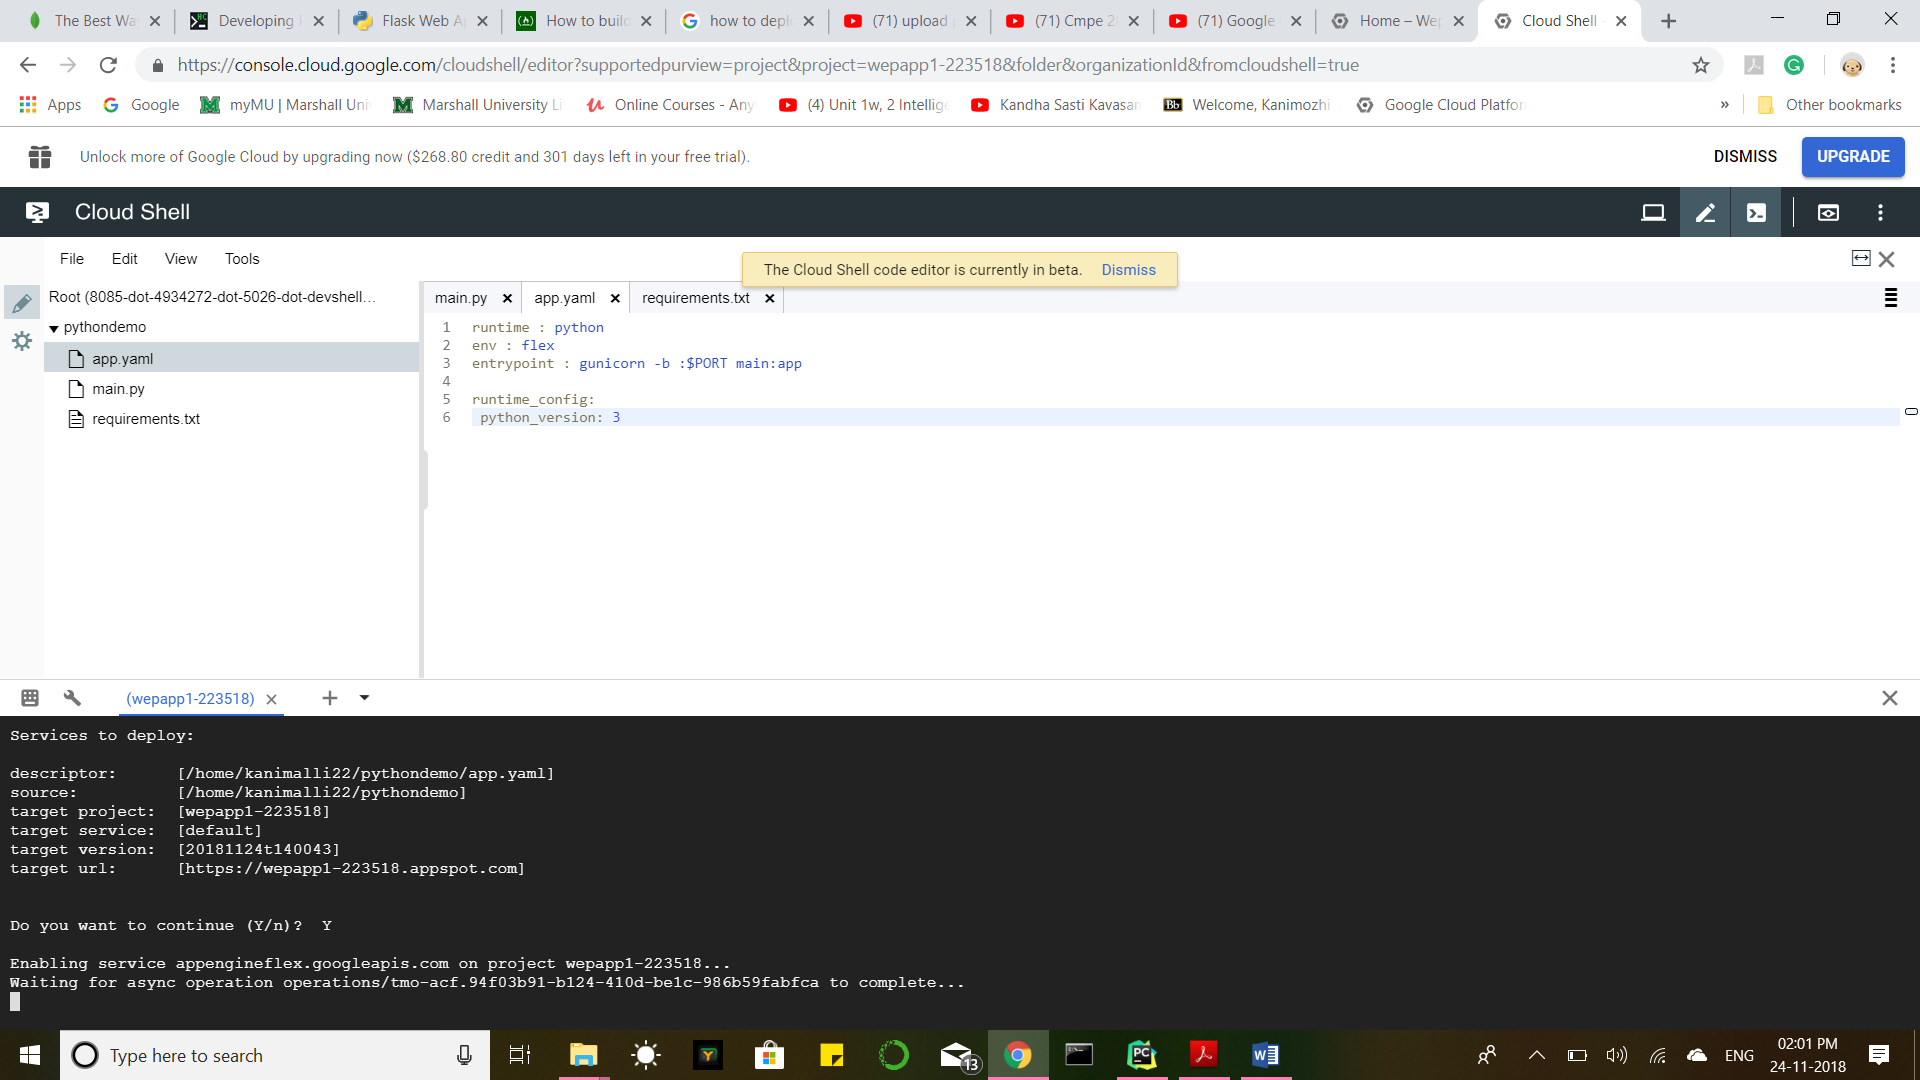 The Best Wa
Developing
Flask Web A
How to build
how to depl
(71) upload
(71) Cmpe 2
(71) Google
Home – Wep
Cloud Shell
https://console.cloud.google.com/cloudshell/editor?supportedpurview=project&project=wepapp1-223518&folder&organizationId&fromcloudshell=true
Apps
Google
myMU | Marshall Uni
Marshall University Li
Online Courses - Any
(4) Unit 1w, 2 Intellige
Kandha Sasti Kavasam
Bb Welcome, Kanimozhi
Google Cloud Platfor
»
Other bookmarks
Unlock more of Google Cloud by upgrading now ($268.80 credit and 301 days left in your free trial).
DISMISS
UPGRADE
Cloud Shell
File Edit View Tools
The Cloud Shell code editor is currently in beta. Dismiss
Root (8085-dot-4934272-dot-5026-dot-devshell...
pythondemo
app.yaml
main.py
requirements.txt
main.py
app.yaml
requirements.txt
1 runtime : python
2 env : flex
3 entrypoint : gunicorn -b :$PORT main:app
4
5 runtime_config:
6 python_version: 3
(wepapp1-223518)
Services to deploy:
descriptor: [/home/kanimalli22/pythondemo/app.yaml]
source: [/home/kanimalli22/pythondemo]
target project: [wepapp1-223518]
target service: [default]
target version: [20181124t140043]
target url: [https://wepapp1-223518.appspot.com]
Do you want to continue (Y/n)? Y
Enabling service appengineflex.googleapis.com on project wepapp1-223518...
Waiting for async operation operations/tmo-acf.94f03b91-b124-410d-be1c-986b59fabfca to complete...
Type here to search
13
ENG
02:01 PM
24-11-2018